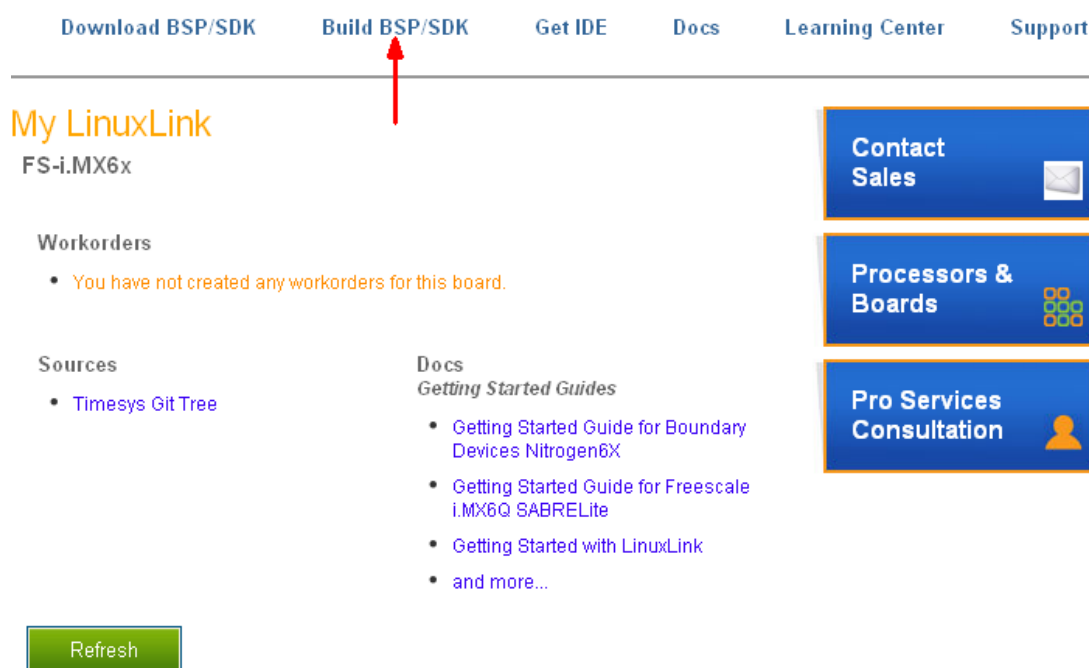 Download BSP/SDK Build BSP/SDK Get IDE Docs Learning Center Support
My LinuxLink
FS-i.MX6x
Workorders
• You have not created any workorders for this board.
Sources
• Timesys Git Tree
Docs
Getting Started Guides
• Getting Started Guide for Boundary
Devices Nitrogen6X
• Getting Started Guide for Freescale
i.MX6Q SABRELite
• Getting Started with LinuxLink
• and more...
Refresh
Contact
Sales
Processors &
Boards
Pro Services
Consultation